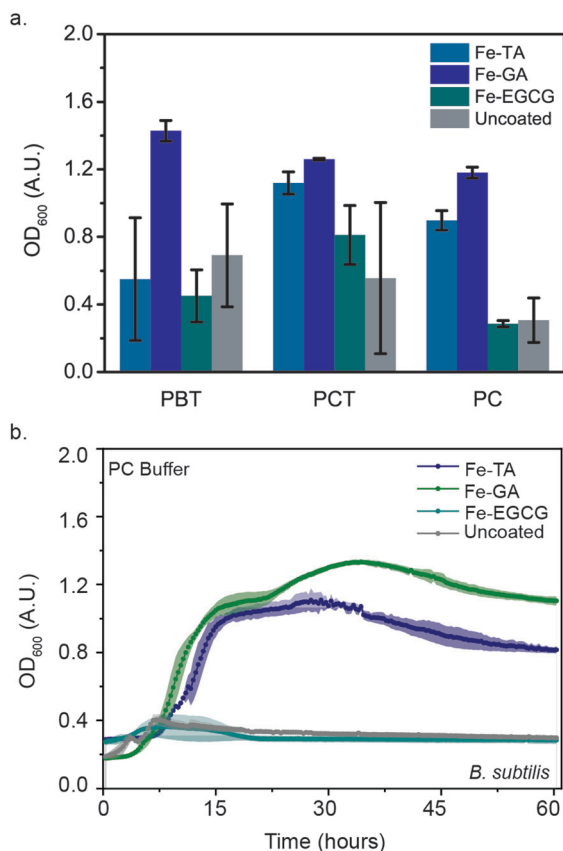 a.
2.0
1.6
1.2
0.8
0.4
0.0
OD600 (A.U.)
Fe-TA
Fe-GA
Fe-EGCG
Uncoated
PBT PCT PC
b.
2.0
1.6
1.2
0.8
0.4
0.0
OD600 (A.U.)
PC Buffer
Fe-TA
Fe-GA
Fe-EGCG
Uncoated
B. subtilis
0 15 30 45 60
Time (hours)